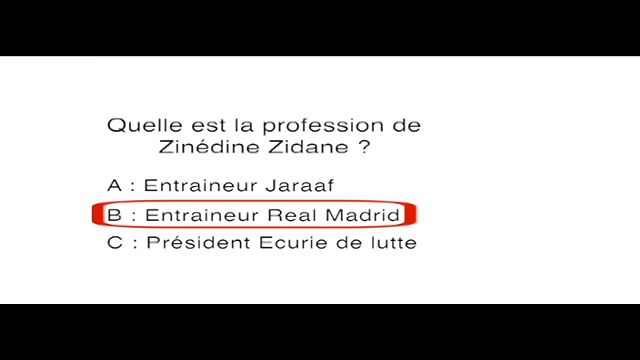 Quelle est la profession de
Zinédine Zidane ?
A : Entraineur Jaraaf
B : Entraineur Real Madrid
C : Président Ecurie de lutte